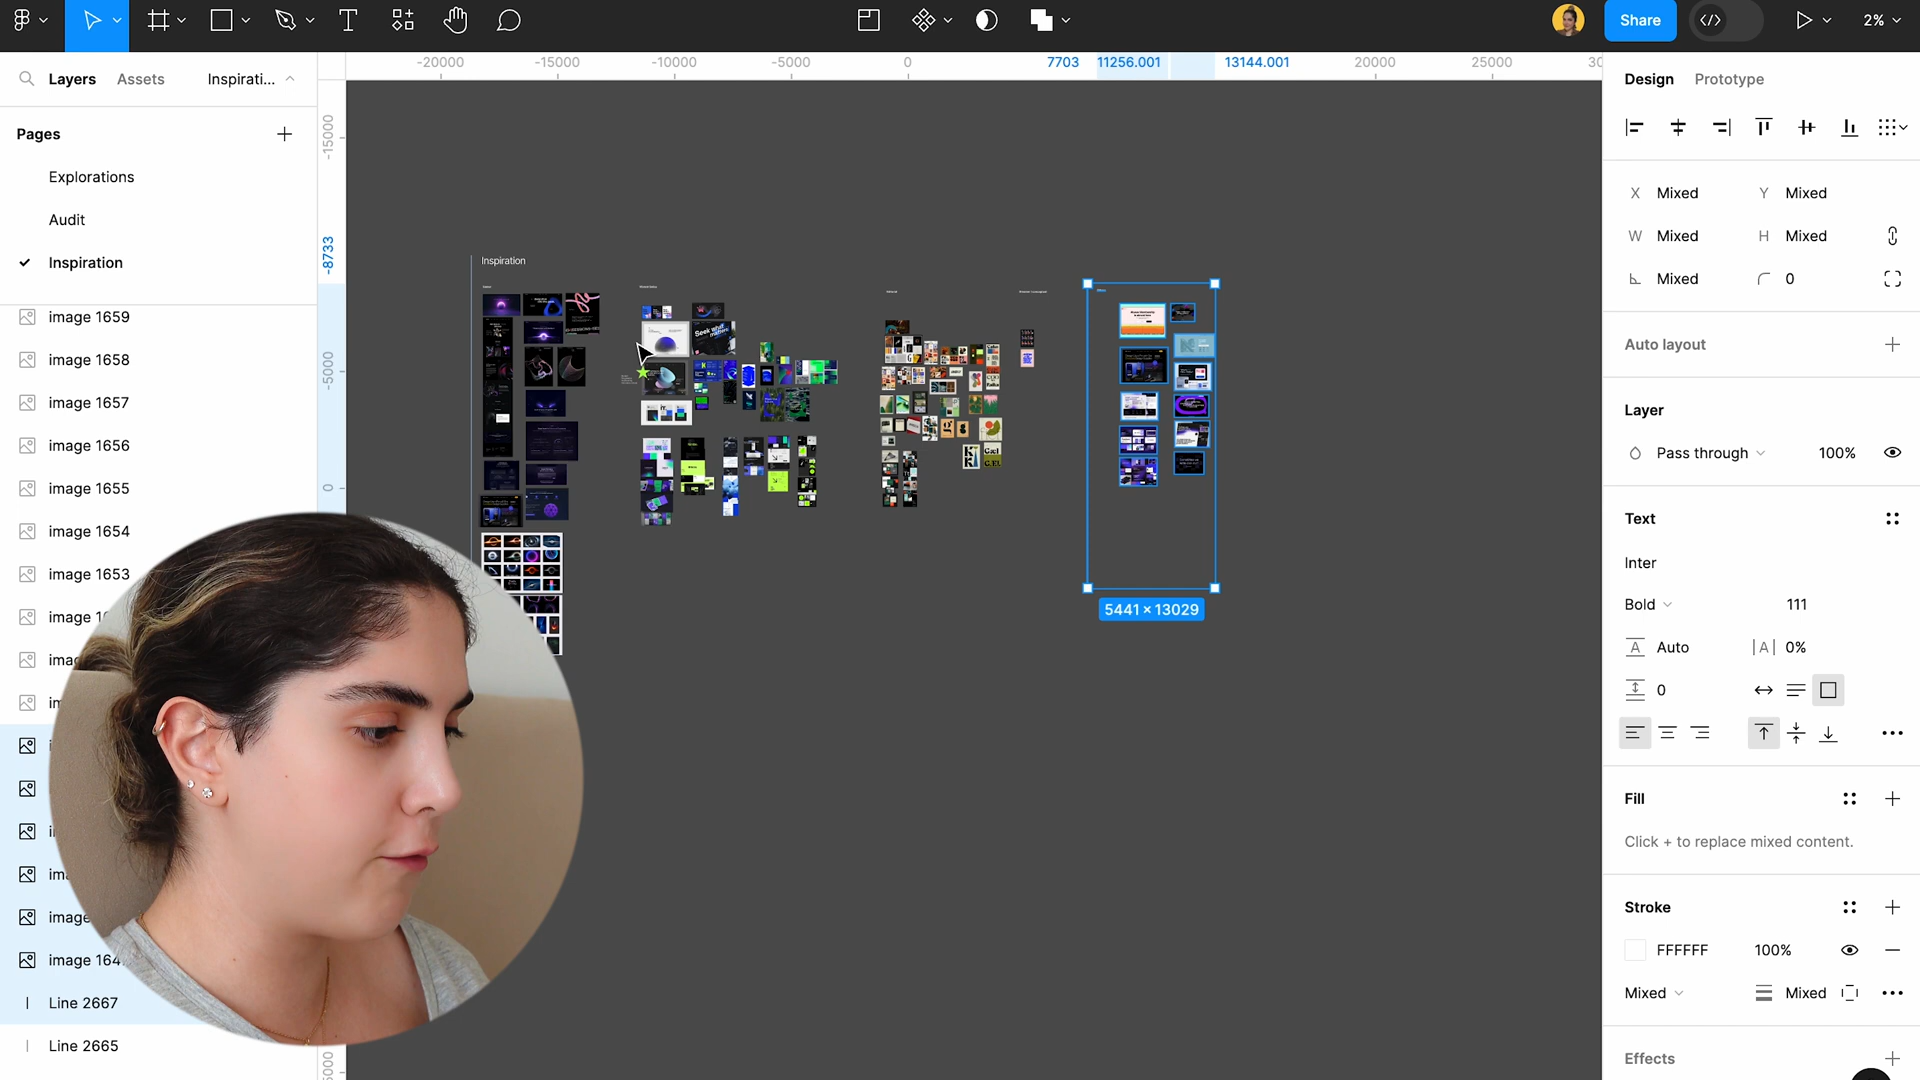 Share
2%
Layers
Assets
Inspirati...
Pages
Explorations
Audit
Inspiration
image 1659
image 1658
image 1657
image 1656
image 1655
image 1654
image 1653
Line 2667
Line 2665
-20000
-15000
-10000
-5000
0
7703
11256.001
13144.001
20000
25000
-15000
-8733
-5000
0
Inspiration
Seek what matters
5441 × 13029
Design
Prototype
X Mixed
Y Mixed
W Mixed
H Mixed
Mixed
0
Auto layout
Layer
Pass through
100%
Text
Inter
Bold
111
Auto
0%
0
Fill
Click + to replace mixed content.
Stroke
FFFFFF
100%
Mixed
Mixed
Effects